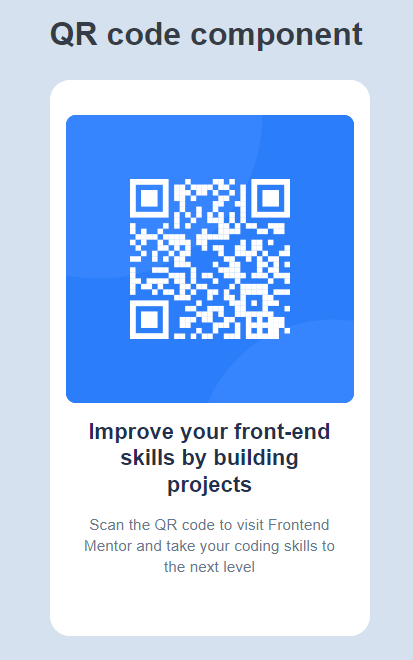 QR code component
Improve your front-end
skills by building
projects
Scan the QR code to visit Frontend
Mentor and take your coding skills to
the next level